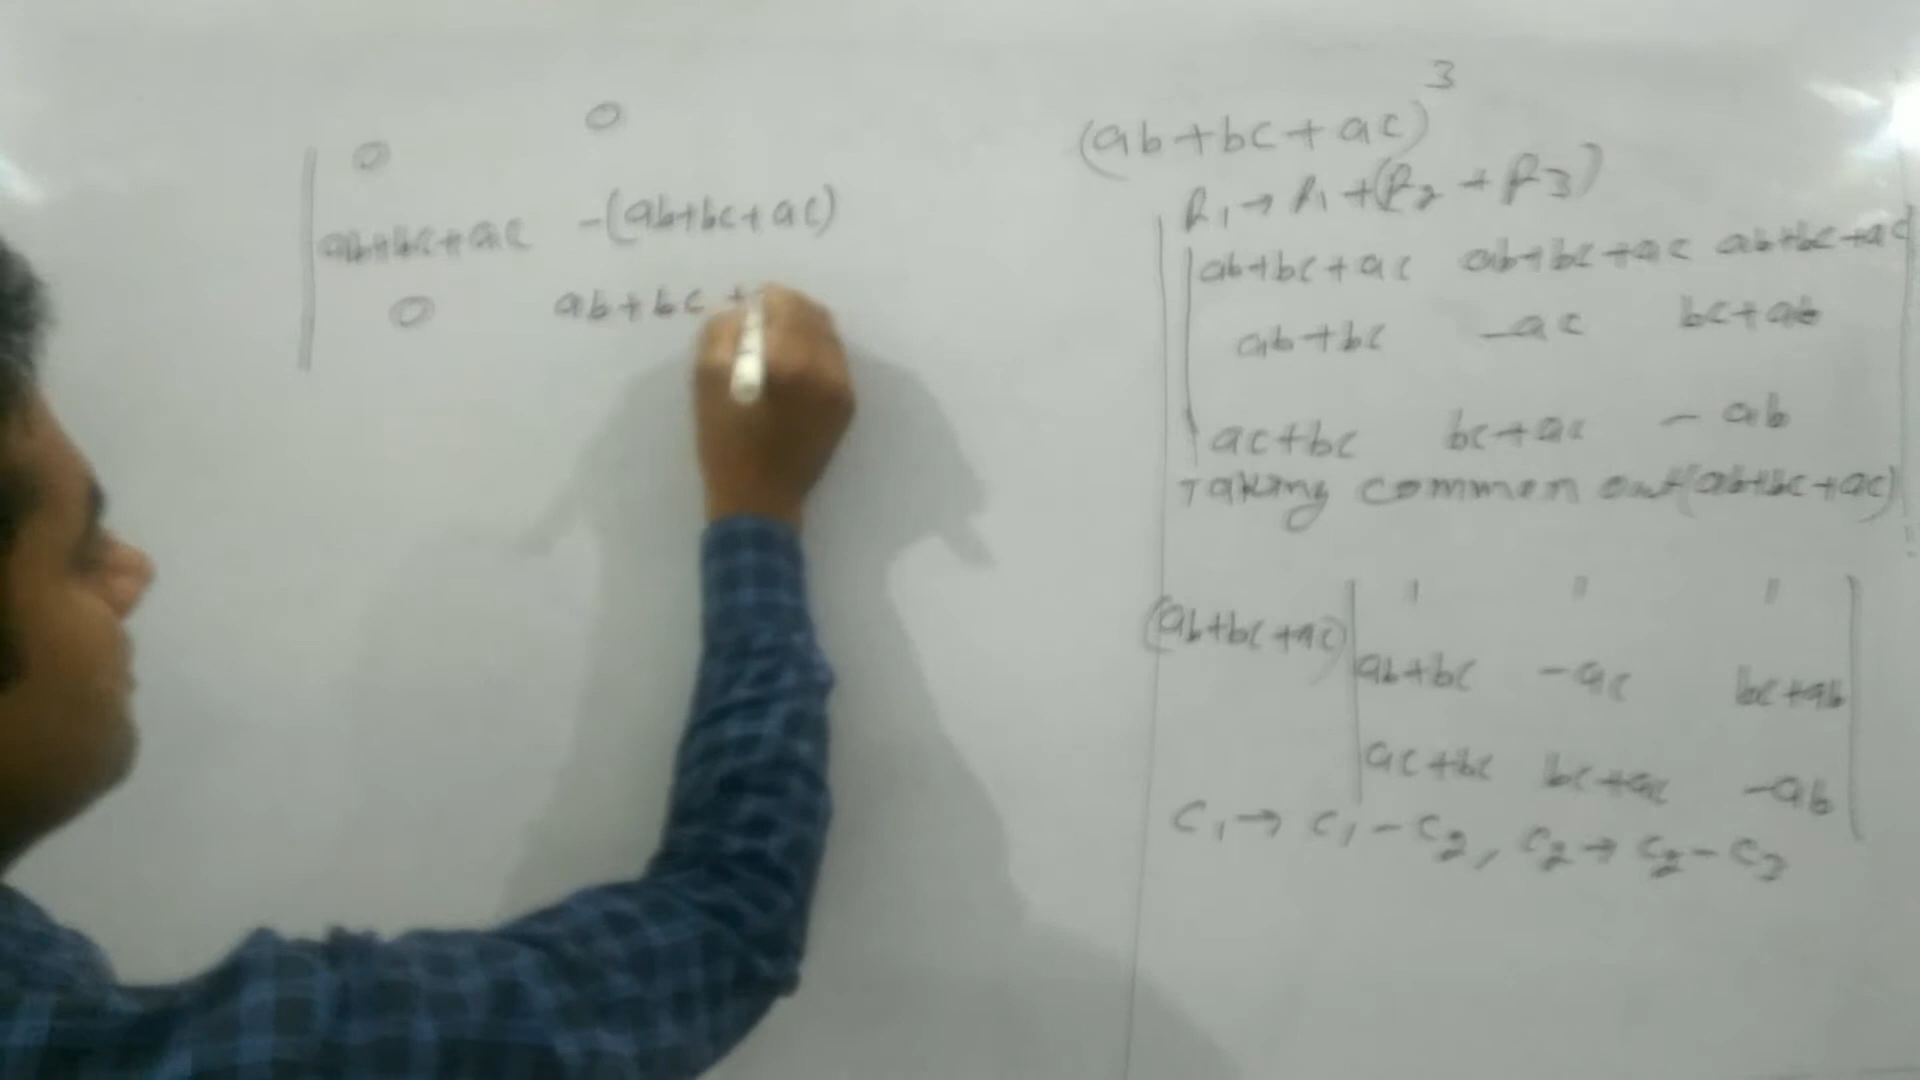 0 0
ab+bc+ac -(ab+bc+ac)
0 ab+bc +
(ab+bc+ac)³
R₁→R₁+(R₂+R₃)
ab+bc+ac ab+bc+ac ab+bc+ac
ab+bc -ac bc+ab
ac+bc bc+ac -ab
Taking common out (ab+bc+ac)
1 1 1
(ab+bc+ac) ab+bc -ac bc+ab
ac+bc bc+ac -ab
C₁→C₁-C₂, C₂→C₂-C₃